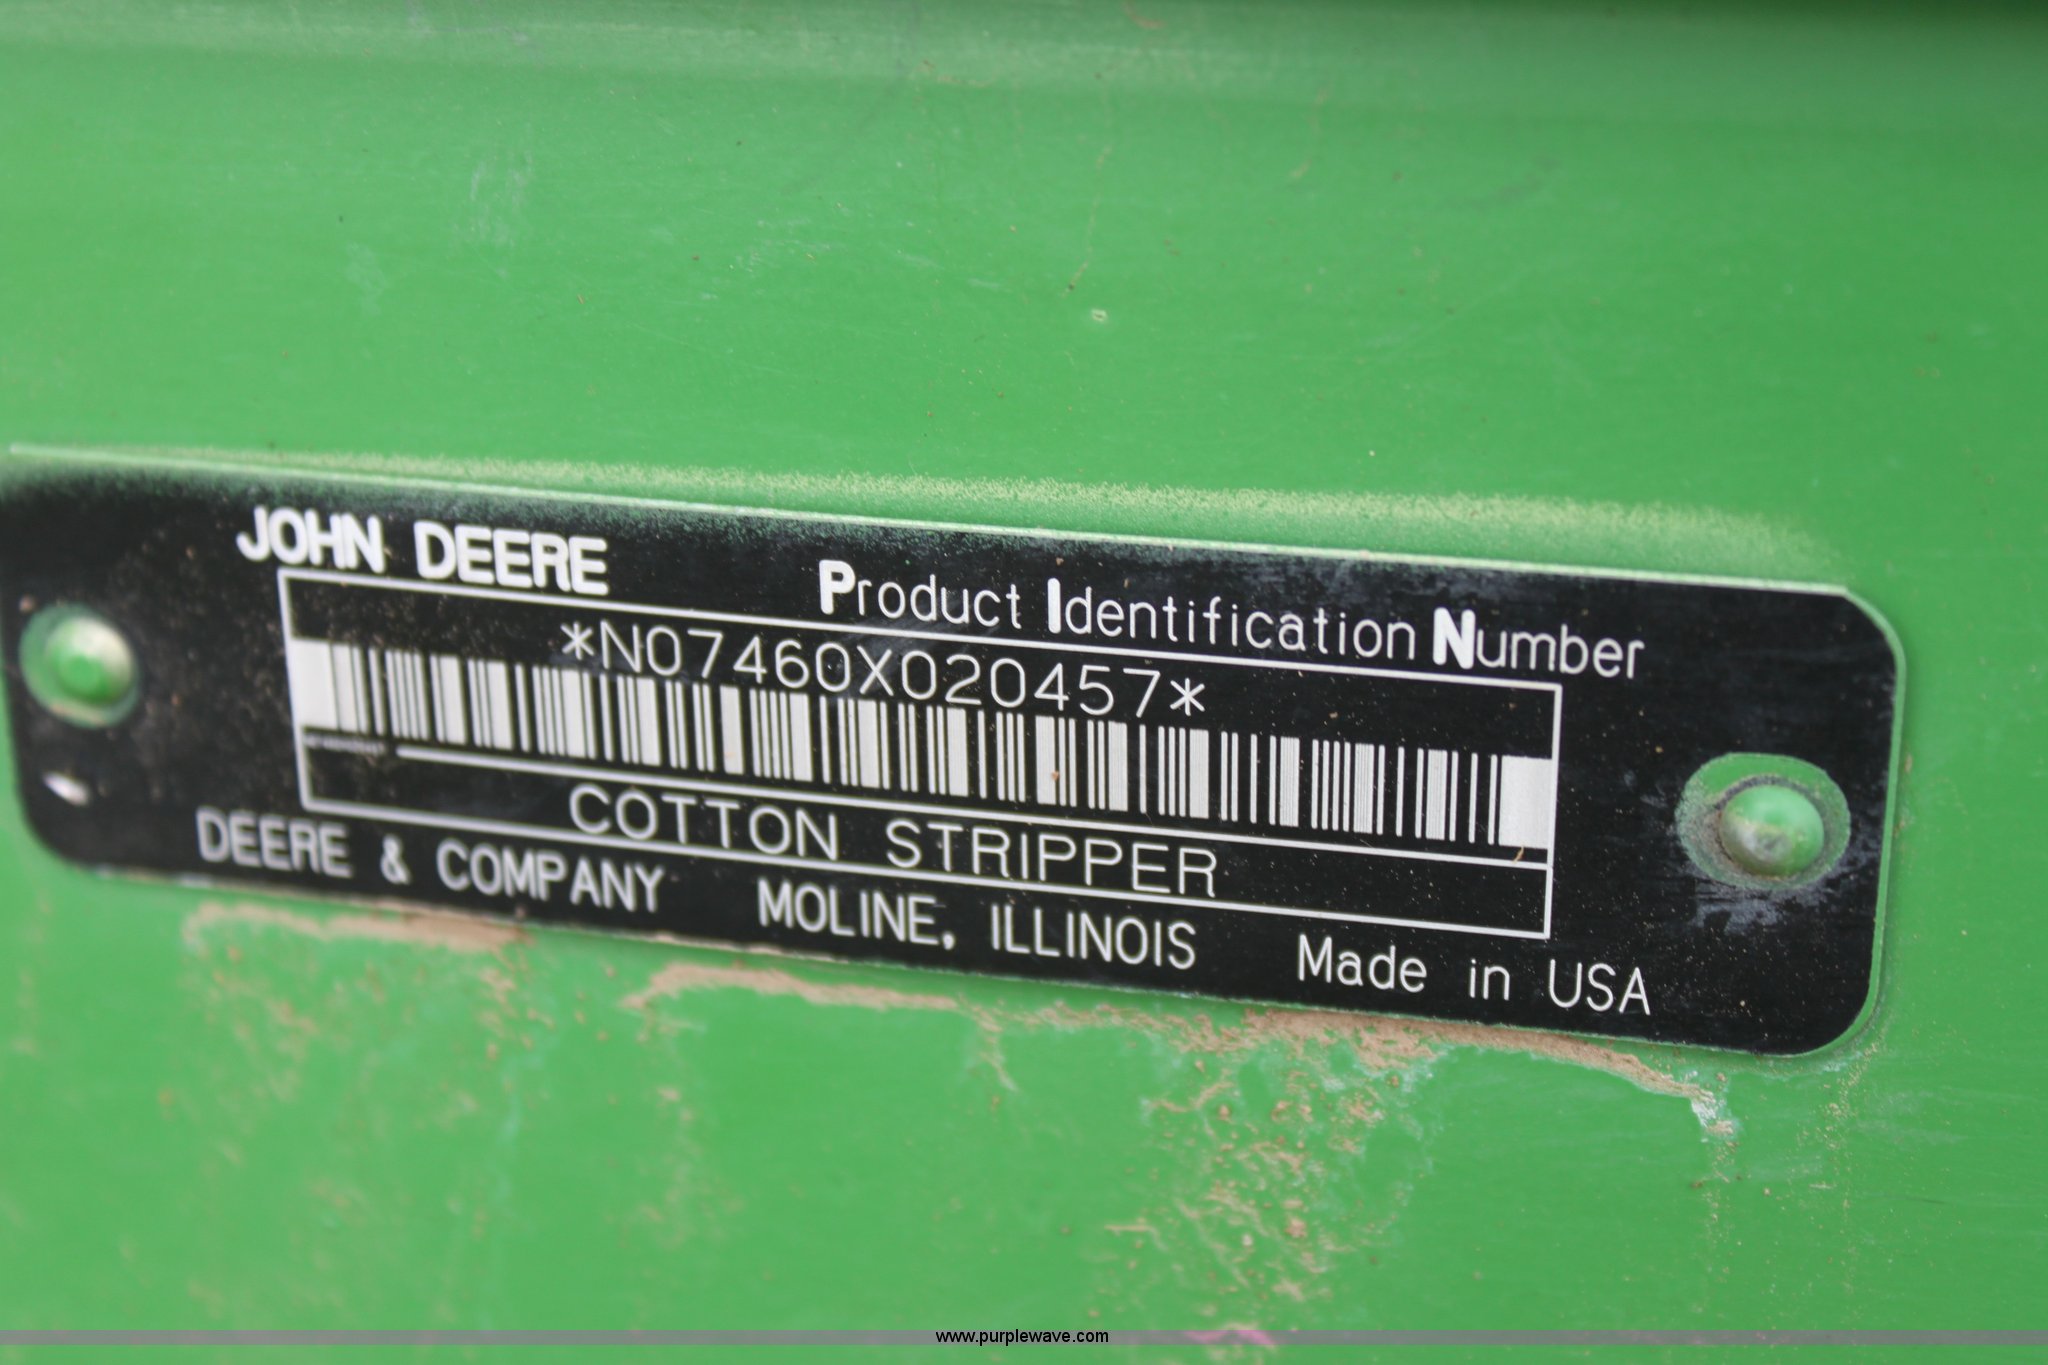 JOHN DEERE
Product Identification Number
*N07460X020457*
COTTON STRIPPER
DEERE & COMPANY MOLINE, ILLINOIS Made in USA
www.purplewave.com